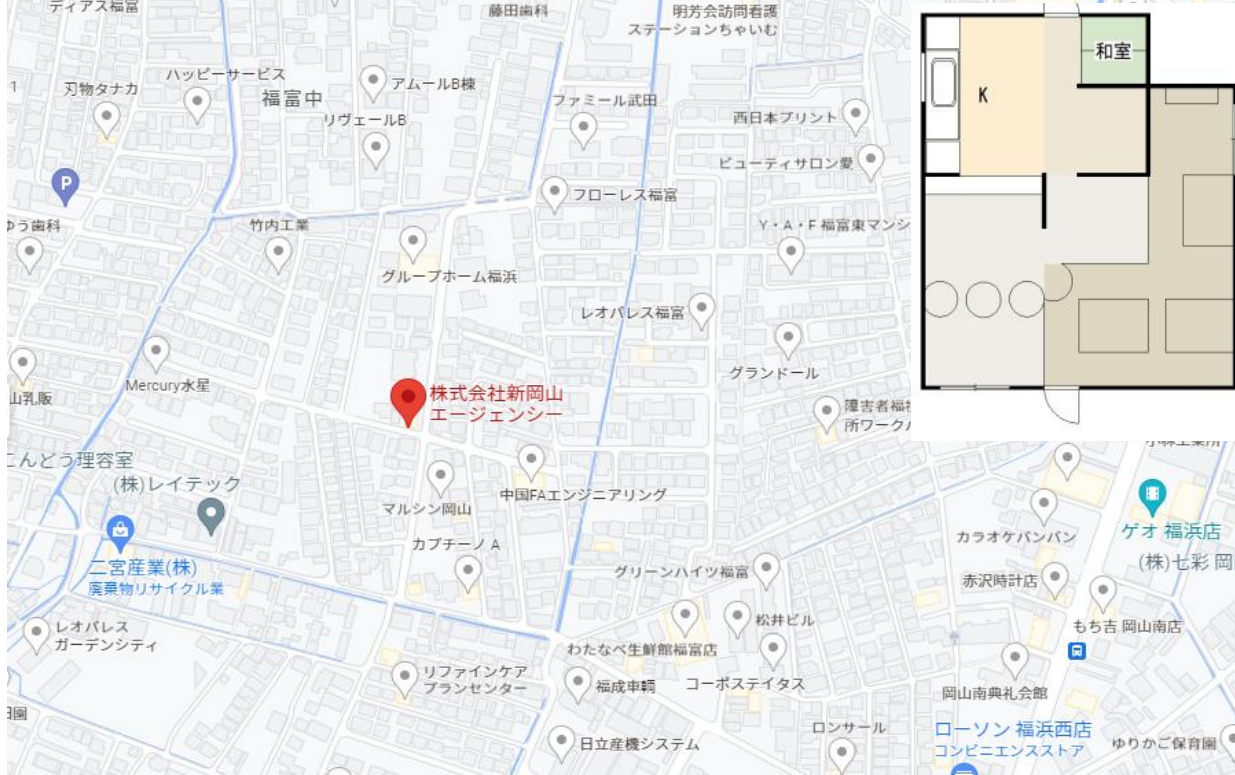 ディアス福富
藤田歯科
明芳会訪問看護
ステーションちゃいむ
1
刃物タナカ
ハッピーサービス
福富中
アムールB棟
リヴェールB
ファミール武田
西日本プリント
ビューティサロン愛
P
ゆう歯科
竹内工業
フローレス福富
Y・A・F 福富東マンシ
グループホーム福浜
レオパレス福富
グランドール
Mercury水星
山乳販
株式会社新岡山
エージェンシー
障害者福祉
所ワークハ
こんどう理容室
(株)レイテック
マルシン岡山
中国FAエンジニアリング
カプチーノ A
二宮産業(株)
廃棄物リサイクル業
グリーンハイツ福富
カラオケバンバン
ゲオ 福浜店
(株)七彩 岡
赤沢時計店
もち吉 岡山南店
レオパレス
ガーデンシティ
松井ビル
わたなべ生鮮館福富店
リファインケア
プランセンター
福成車輌
コーポステイタス
岡山南典礼会館
田園
日立産機システム
ロンサール
ローソン 福浜西店
コンビニエンスストア
ゆりかご保育園
和室
K